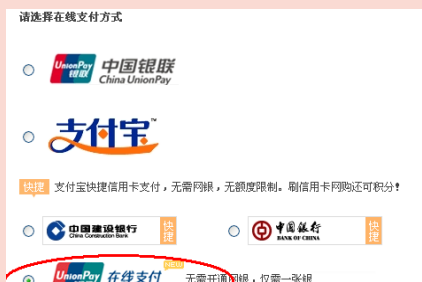 请选择在线支付方式
UnionPay 银联 中国银联 China UnionPay
支付宝
快捷 支付宝快捷信用卡支付，无需网银，无额度限制。刷信用卡网购还可积分！
中国建设银行 China Construction Bank 快捷 中国银行 BANK OF CHINA 快捷
UnionPay 在线支付 无需开通网银，仅需一张银